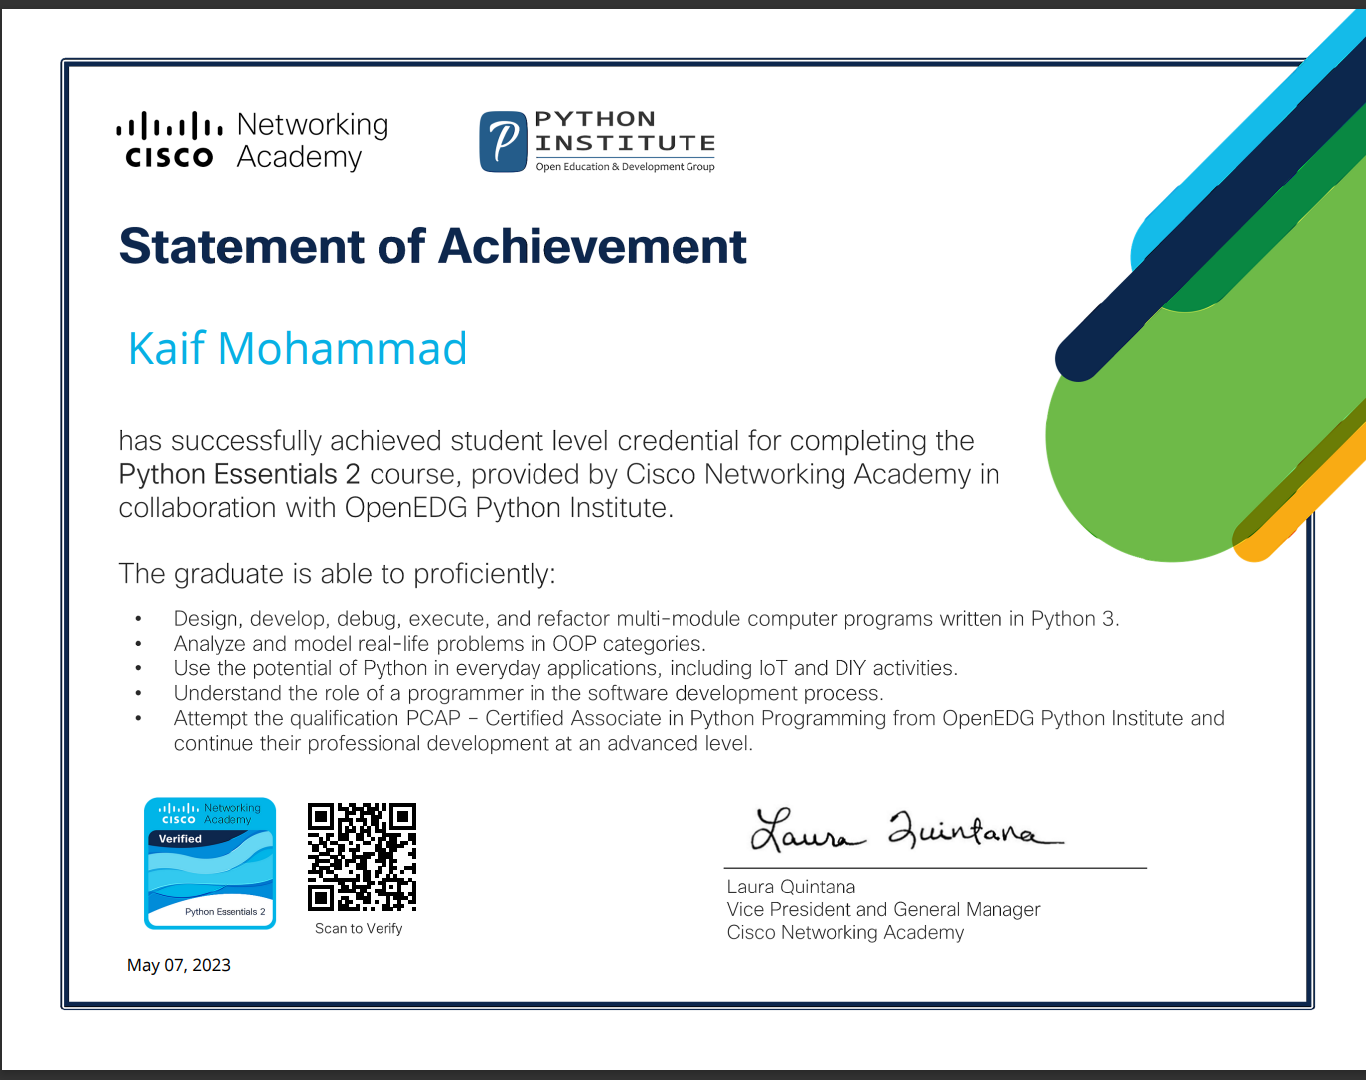 Networking
Academy
CISCO
PYTHON
INSTITUTE
Open Education & Development Group
Statement of Achievement
Kaif Mohammad
has successfully achieved student level credential for completing the
Python Essentials 2 course, provided by Cisco Networking Academy in
collaboration with OpenEDG Python Institute.
The graduate is able to proficiently:
• Design, develop, debug, execute, and refactor multi-module computer programs written in Python 3.
• Analyze and model real-life problems in OOP categories.
• Use the potential of Python in everyday applications, including IoT and DIY activities.
• Understand the role of a programmer in the software development process.
• Attempt the qualification PCAP – Certified Associate in Python Programming from OpenEDG Python Institute and
continue their professional development at an advanced level.
Networking
Academy
CISCO
Verified
Python Essentials 2
Scan to Verify
May 07, 2023
Laura Quintana
Laura Quintana
Vice President and General Manager
Cisco Networking Academy